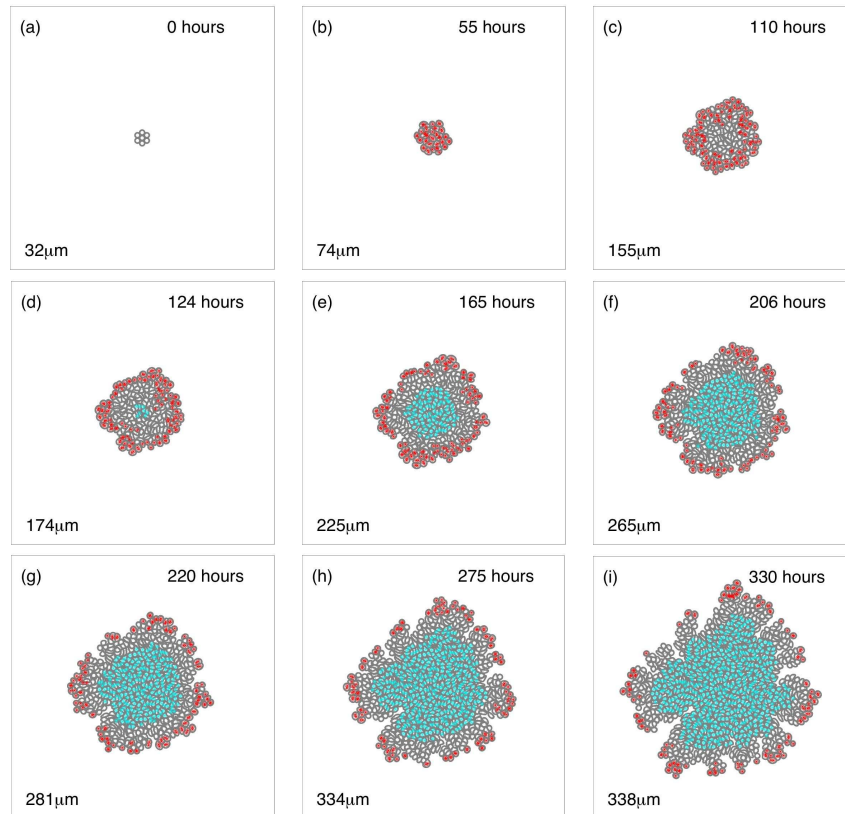 (a) 0 hours
32μm
(b) 55 hours
74μm
(c) 110 hours
155μm
(d) 124 hours
174μm
(e) 165 hours
225μm
(f) 206 hours
265μm
(g) 220 hours
281μm
(h) 275 hours
334μm
(i) 330 hours
338μm